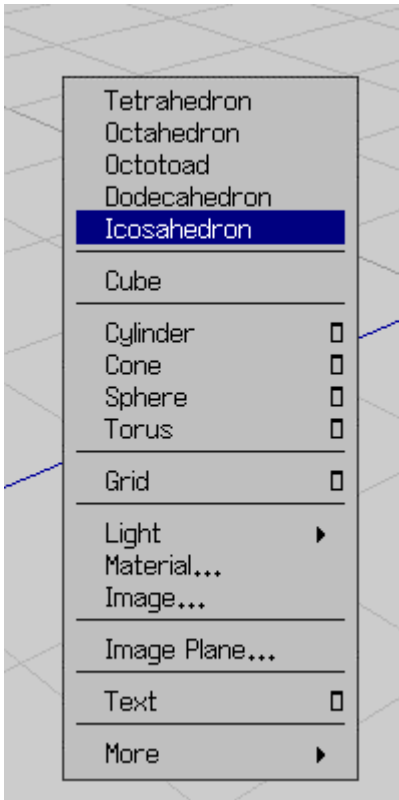 Tetrahedron
Octahedron
Octotoad
Dodecahedron
Icosahedron
Cube
Cylinder
Cone
Sphere
Torus
Grid
Light
Material...
Image...
Image Plane...
Text
More